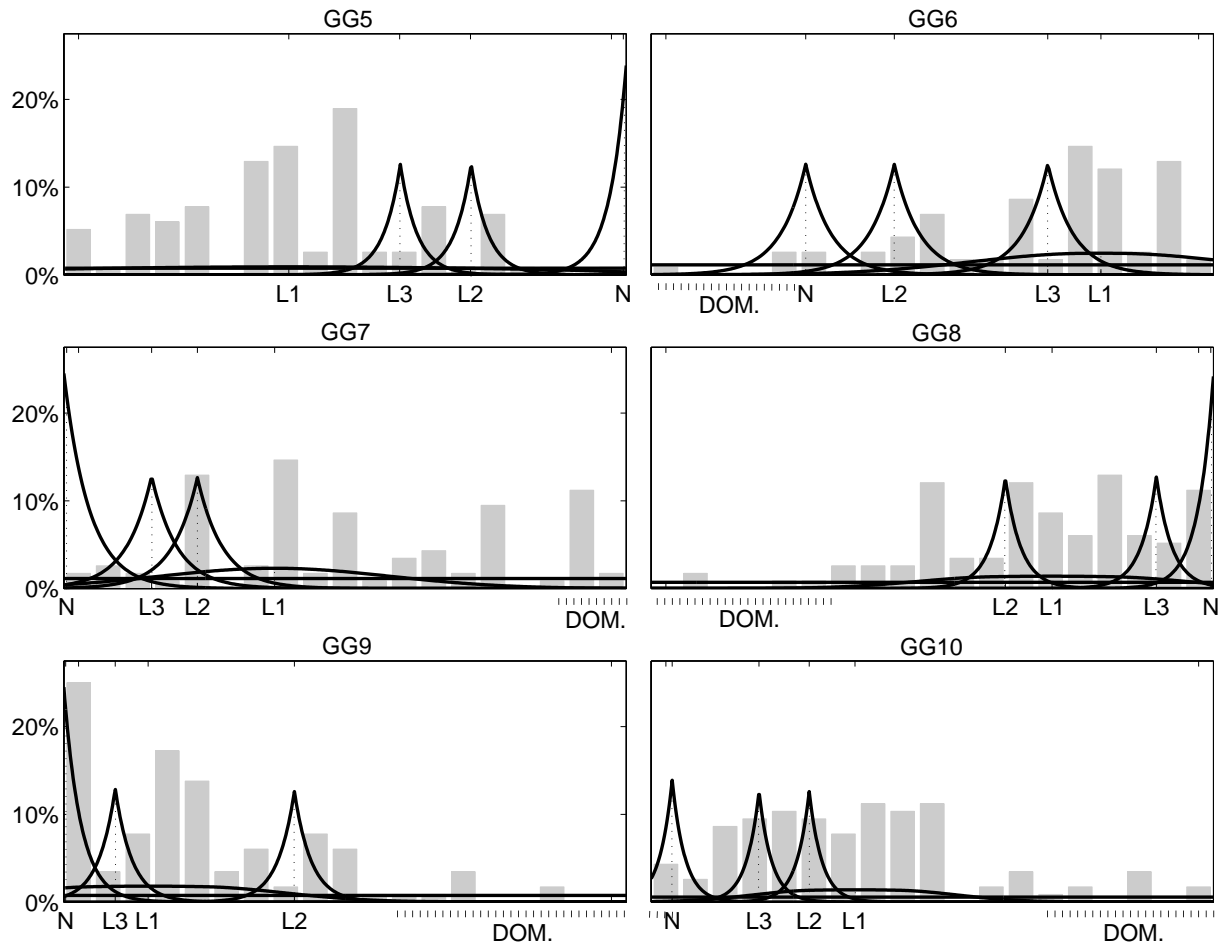 GG5 GG6
20%
10%
0%
L1 L3 L2 N N L2 L3 L1
DOM.
GG7 GG8
20%
10%
0%
N L3 L2 L1 L2 L1 L3 N
DOM. DOM.
GG9 GG10
20%
10%
0%
N L3 L1 L2 N L3 L2 L1
DOM. DOM.